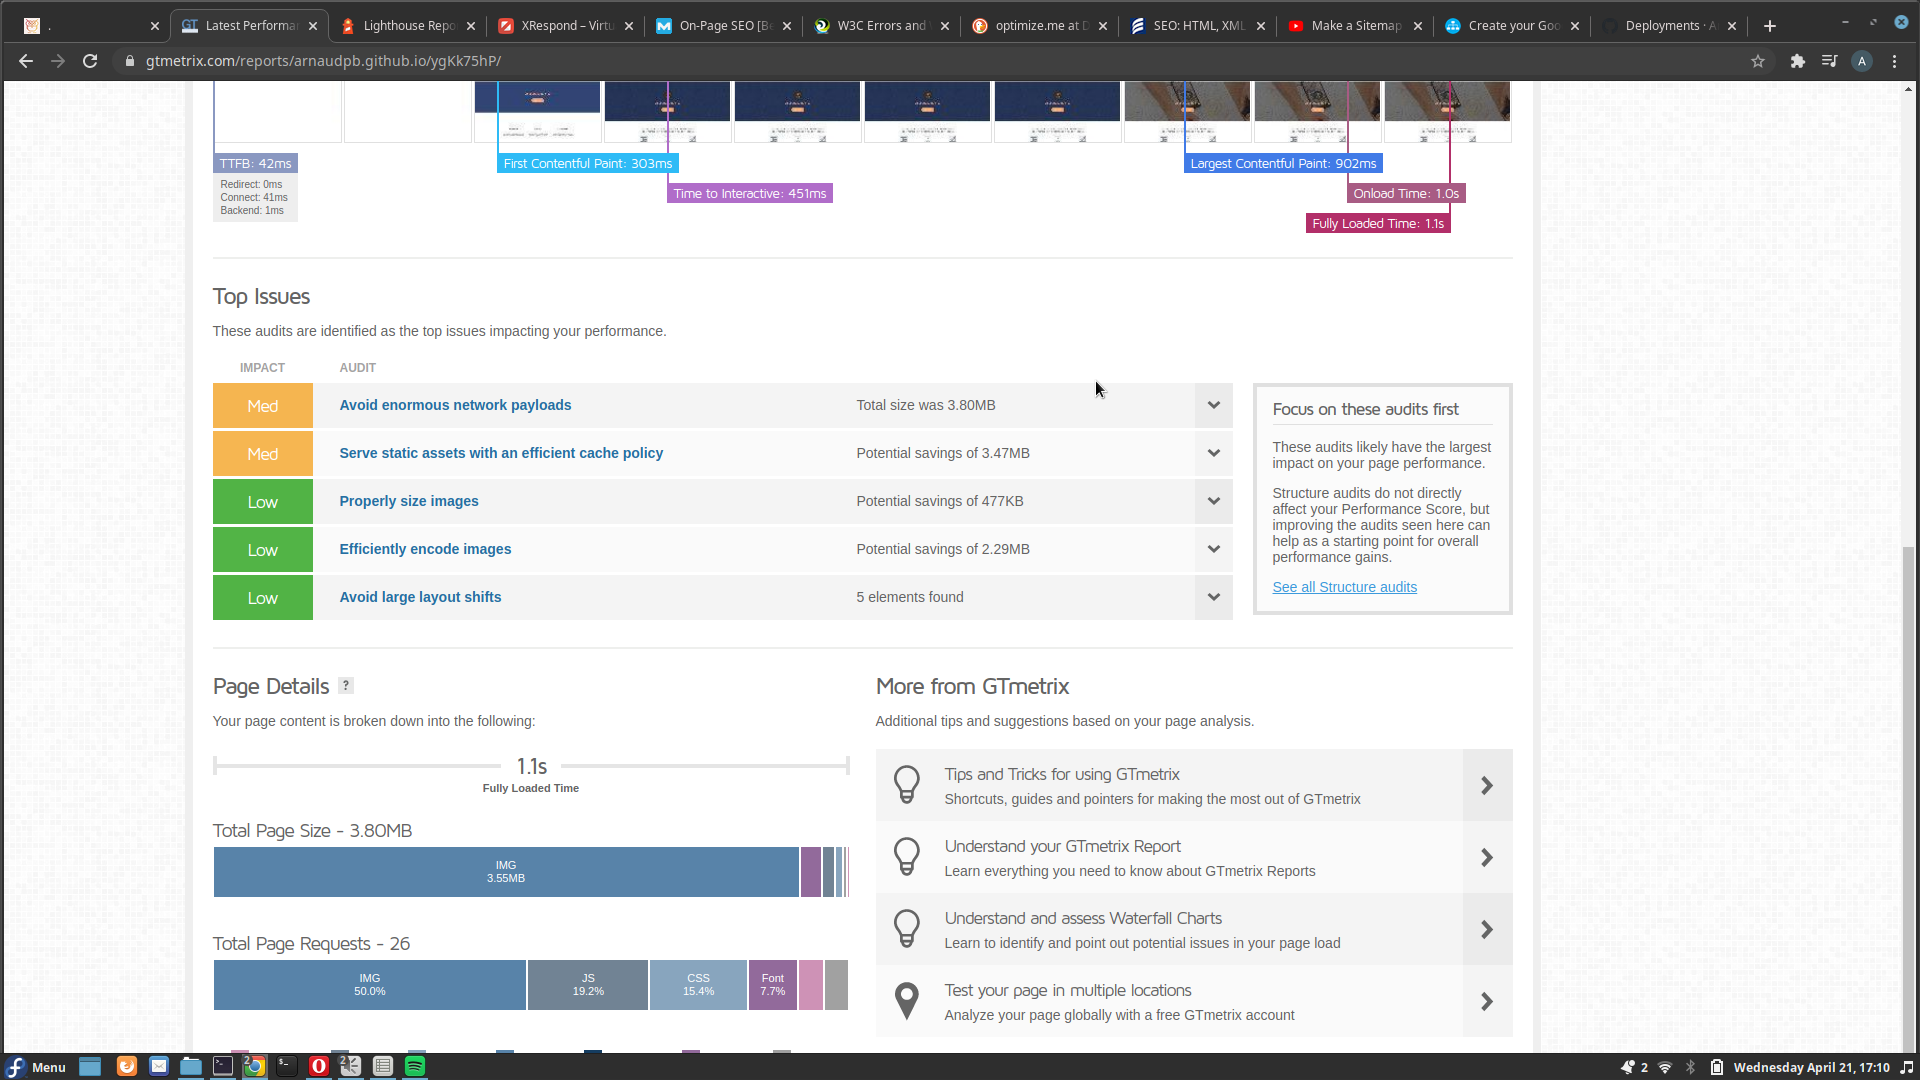 .
Latest Performa
Lighthouse Repo
XRespond – Virtu
On-Page SEO [Be
W3C Errors and
optimize.me at D
SEO: HTML, XML
Make a Sitemap
Create your Goo
Deployments · A
gtmetrix.com/reports/arnaudpb.github.io/ygKk75hP/
A
TTFB: 42ms
Redirect: 0ms
Connect: 41ms
Backend: 1ms
First Contentful Paint: 303ms
Time to Interactive: 451ms
Largest Contentful Paint: 902ms
Onload Time: 1.0s
Fully Loaded Time: 1.1s
Top Issues
These audits are identified as the top issues impacting your performance.
IMPACT AUDIT
Med Avoid enormous network payloads Total size was 3.80MB
Med Serve static assets with an efficient cache policy Potential savings of 3.47MB
Low Properly size images Potential savings of 477KB
Low Efficiently encode images Potential savings of 2.29MB
Low Avoid large layout shifts 5 elements found
Focus on these audits first
These audits likely have the largest
impact on your page performance.
Structure audits do not directly
affect your Performance Score, but
improving the audits seen here can
help as a starting point for overall
performance gains.
See all Structure audits
Page Details ?
Your page content is broken down into the following:
1.1s
Fully Loaded Time
Total Page Size - 3.80MB
IMG
3.55MB
Total Page Requests - 26
IMG
50.0%
JS
19.2%
CSS
15.4%
Font
7.7%
More from GTmetrix
Additional tips and suggestions based on your page analysis.
Tips and Tricks for using GTmetrix
Shortcuts, guides and pointers for making the most out of GTmetrix
Understand your GTmetrix Report
Learn everything you need to know about GTmetrix Reports
Understand and assess Waterfall Charts
Learn to identify and point out potential issues in your page load
Test your page in multiple locations
Analyze your page globally with a free GTmetrix account
Menu
2
2
2
Wednesday April 21, 17:10